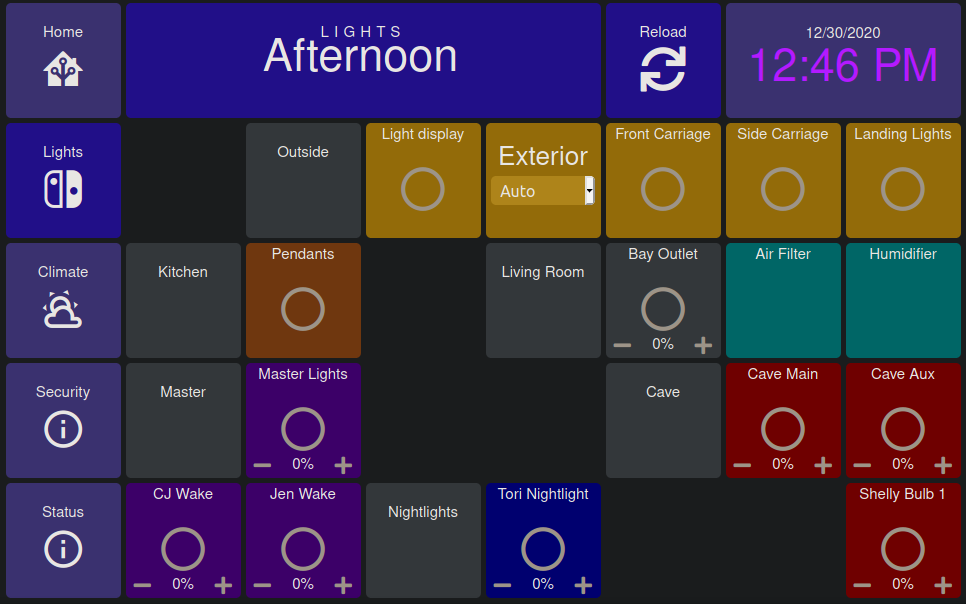 Home
LIGHTS
Afternoon
Reload
12/30/2020
12:46 PM
Lights
Outside
Light display
Exterior
Auto
Front Carriage
Side Carriage
Landing Lights
Climate
Kitchen
Pendants
Living Room
Bay Outlet
0%
Air Filter
Humidifier
Security
Master
Master Lights
0%
Cave
Cave Main
0%
Cave Aux
0%
Status
CJ Wake
0%
Jen Wake
0%
Nightlights
Tori Nightlight
0%
Shelly Bulb 1
0%